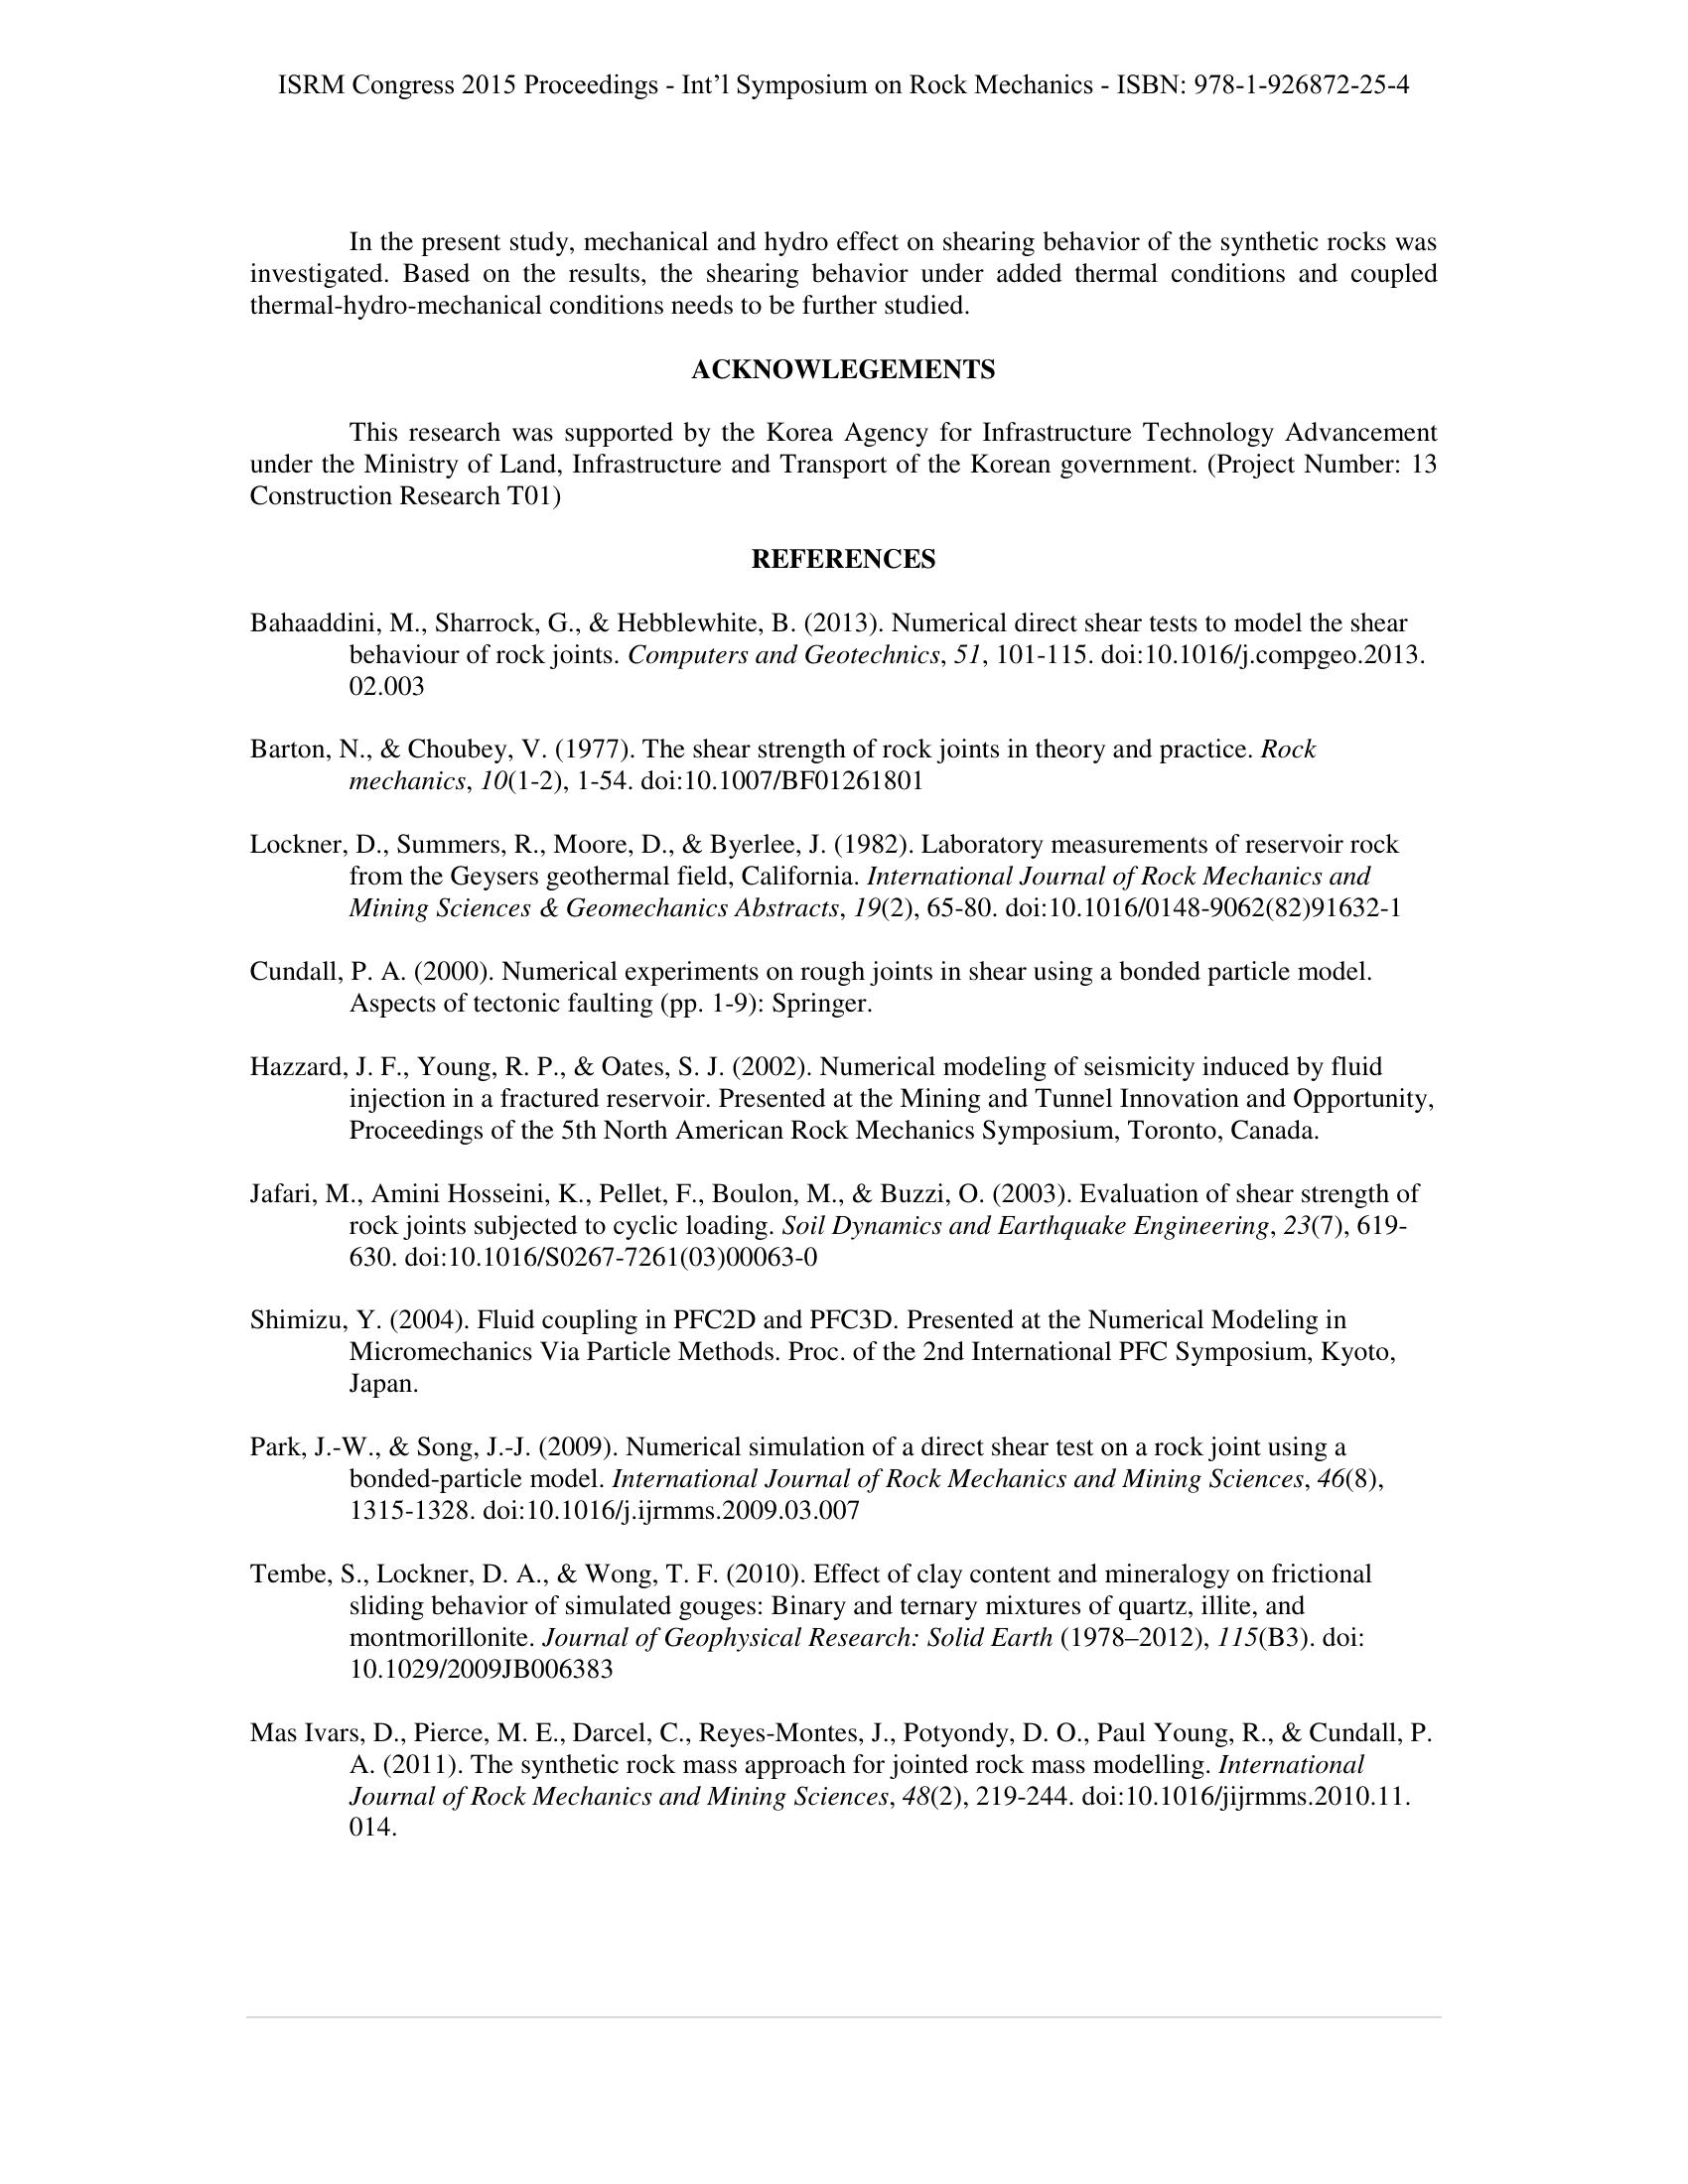 ISRM Congress 2015 Proceedings - Int’l Symposium on Rock Mechanics - ISBN: 978-1-926872-25-4
In the present study, mechanical and hydro effect on shearing behavior of the synthetic rocks was
investigated. Based on the results, the shearing behavior under added thermal conditions and coupled
thermal-hydro-mechanical conditions needs to be further studied.
ACKNOWLEGEMENTS
This research was supported by the Korea Agency for Infrastructure Technology Advancement
under the Ministry of Land, Infrastructure and Transport of the Korean government. (Project Number: 13
Construction Research T01)
REFERENCES
Bahaaddini, M., Sharrock, G., & Hebblewhite, B. (2013). Numerical direct shear tests to model the shear
behaviour of rock joints. Computers and Geotechnics, 51, 101-115. doi:10.1016/j.compgeo.2013.
02.003
Barton, N., & Choubey, V. (1977). The shear strength of rock joints in theory and practice. Rock
mechanics, 10(1-2), 1-54. doi:10.1007/BF01261801
Lockner, D., Summers, R., Moore, D., & Byerlee, J. (1982). Laboratory measurements of reservoir rock
from the Geysers geothermal field, California. International Journal of Rock Mechanics and
Mining Sciences & Geomechanics Abstracts, 19(2), 65-80. doi:10.1016/0148-9062(82)91632-1
Cundall, P. A. (2000). Numerical experiments on rough joints in shear using a bonded particle model.
Aspects of tectonic faulting (pp. 1-9): Springer.
Hazzard, J. F., Young, R. P., & Oates, S. J. (2002). Numerical modeling of seismicity induced by fluid
injection in a fractured reservoir. Presented at the Mining and Tunnel Innovation and Opportunity,
Proceedings of the 5th North American Rock Mechanics Symposium, Toronto, Canada.
Jafari, M., Amini Hosseini, K., Pellet, F., Boulon, M., & Buzzi, O. (2003). Evaluation of shear strength of
rock joints subjected to cyclic loading. Soil Dynamics and Earthquake Engineering, 23(7), 619-
630. doi:10.1016/S0267-7261(03)00063-0
Shimizu, Y. (2004). Fluid coupling in PFC2D and PFC3D. Presented at the Numerical Modeling in
Micromechanics Via Particle Methods. Proc. of the 2nd International PFC Symposium, Kyoto,
Japan.
Park, J.-W., & Song, J.-J. (2009). Numerical simulation of a direct shear test on a rock joint using a
bonded-particle model. International Journal of Rock Mechanics and Mining Sciences, 46(8),
1315-1328. doi:10.1016/j.ijrmms.2009.03.007
Tembe, S., Lockner, D. A., & Wong, T. F. (2010). Effect of clay content and mineralogy on frictional
sliding behavior of simulated gouges: Binary and ternary mixtures of quartz, illite, and
montmorillonite. Journal of Geophysical Research: Solid Earth (1978–2012), 115(B3). doi:
10.1029/2009JB006383
Mas Ivars, D., Pierce, M. E., Darcel, C., Reyes-Montes, J., Potyondy, D. O., Paul Young, R., & Cundall, P.
A. (2011). The synthetic rock mass approach for jointed rock mass modelling. International
Journal of Rock Mechanics and Mining Sciences, 48(2), 219-244. doi:10.1016/jijrmms.2010.11.
014.